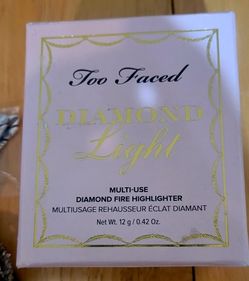 Too Faced
DIAMOND
Light
MULTI-USE
DIAMOND FIRE HIGHLIGHTER
MULTIUSAGE REHAUSSEUR ÉCLAT DIAMANT
Net Wt. 12 g / 0.42 Oz.